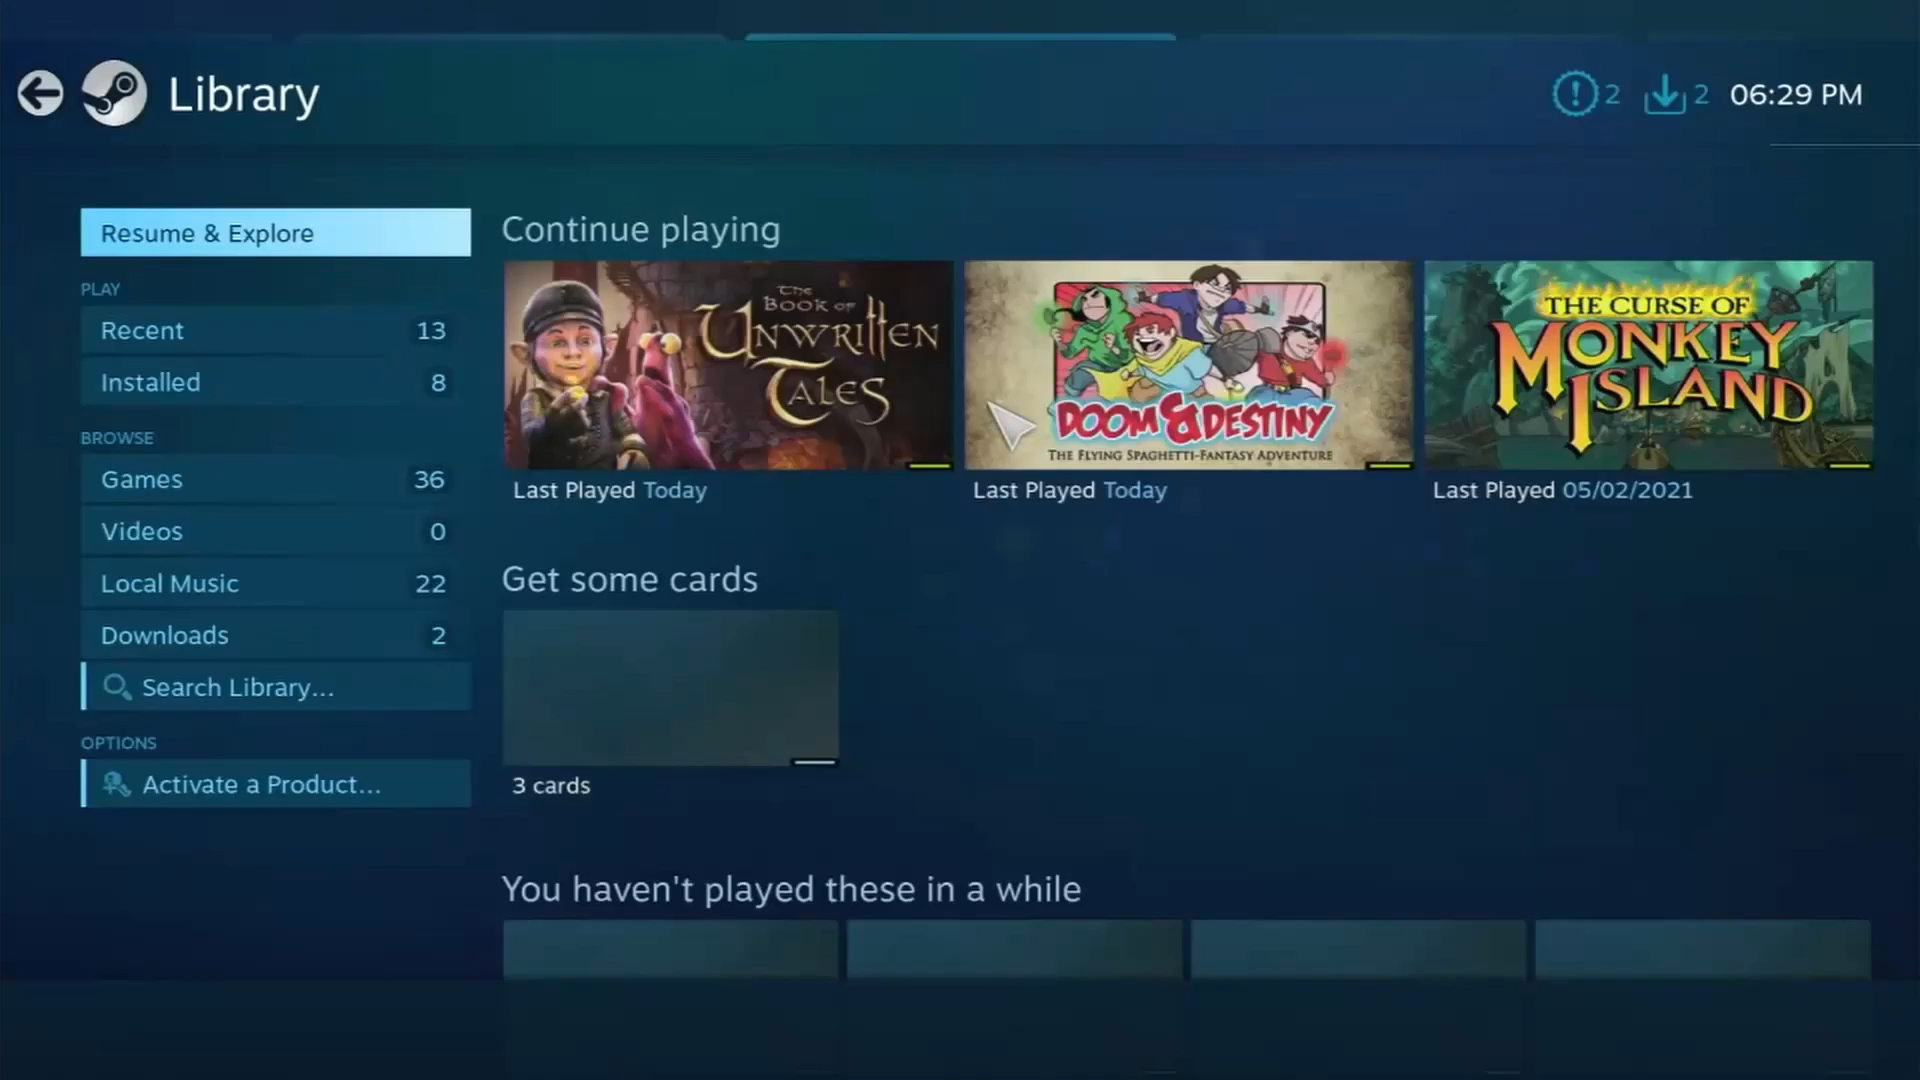 Library
2
2
06:29 PM
Resume & Explore
PLAY
Recent 13
Installed 8
BROWSE
Games 36
Videos 0
Local Music 22
Downloads 2
Search Library...
OPTIONS
Activate a Product...
Continue playing
THE BOOK OF UNWRITTEN TALES
Last Played Today
DOOM & DESTINY
THE FLYING SPAGHETTI-FANTASY ADVENTURE
Last Played Today
THE CURSE OF
MONKEY
ISLAND
Last Played 05/02/2021
Get some cards
3 cards
You haven't played these in a while